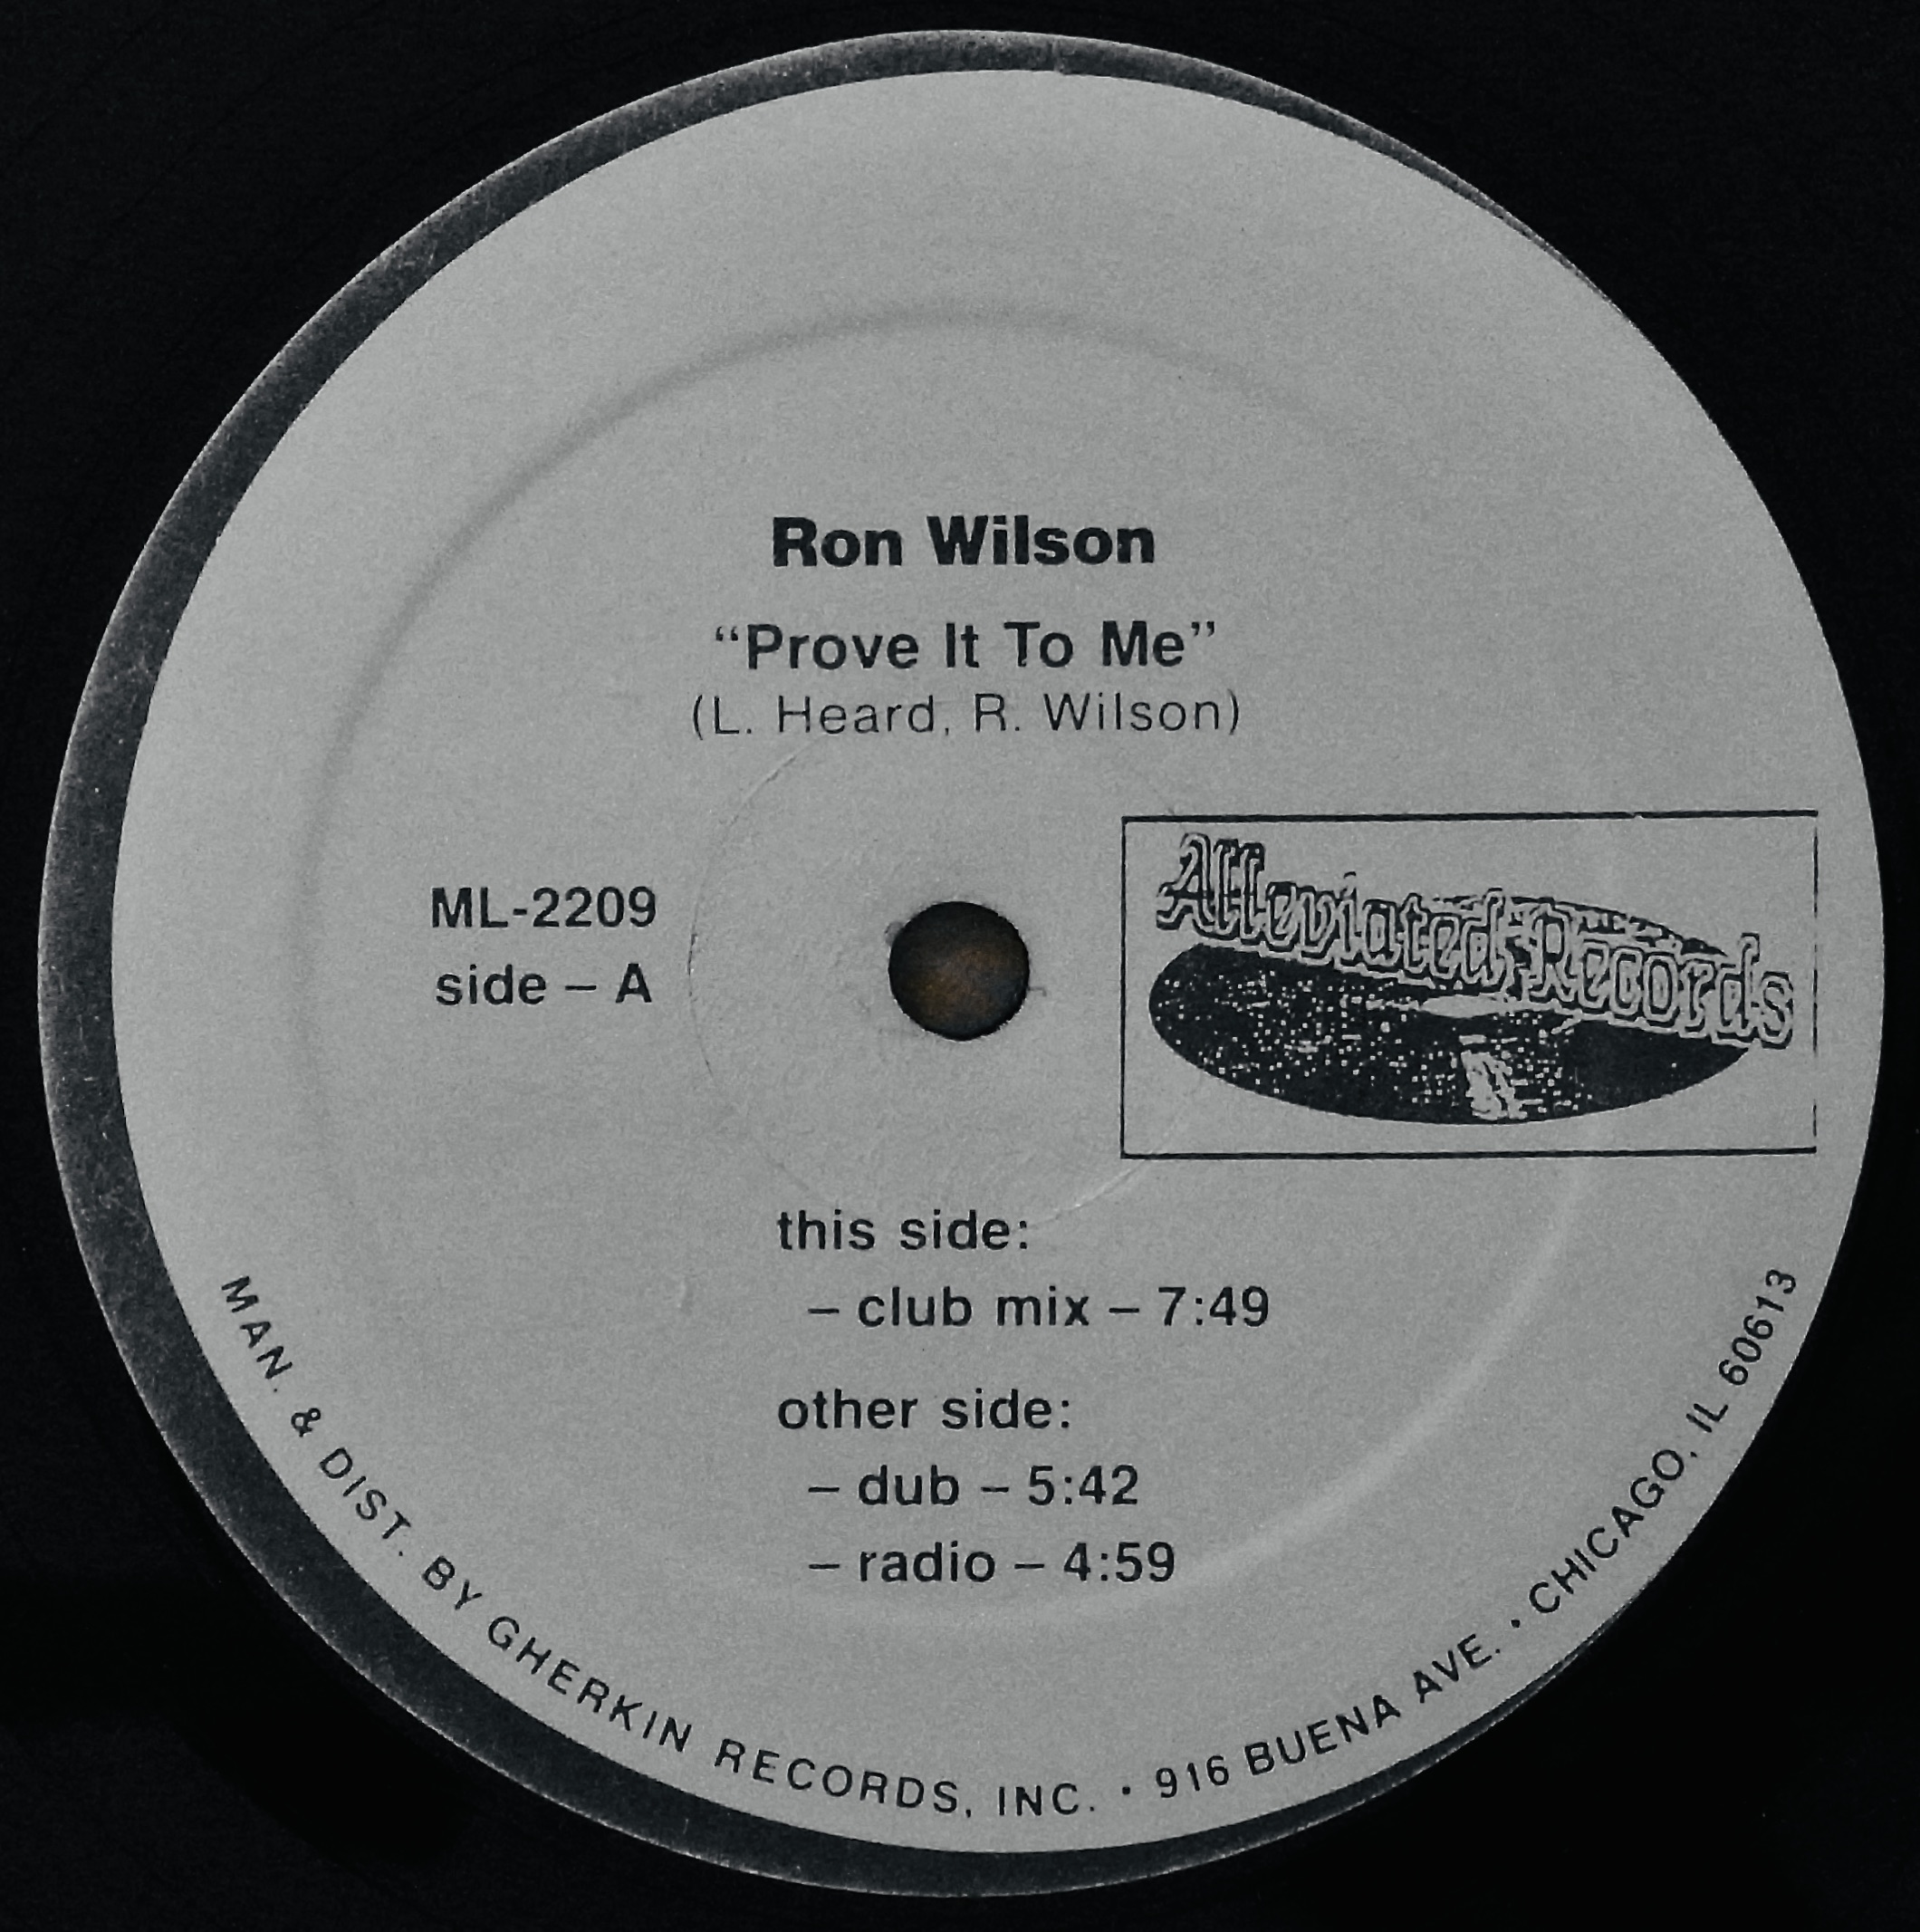 Ron Wilson
“Prove It To Me”
(L. Heard, R. Wilson)
ML-2209
side – A
Alleviated Records
this side:
– club mix – 7:49
other side:
– dub – 5:42
– radio – 4:59
MAN. & DIST. BY GHERKIN RECORDS, INC. • 916 BUENA AVE. • CHICAGO, IL 60613